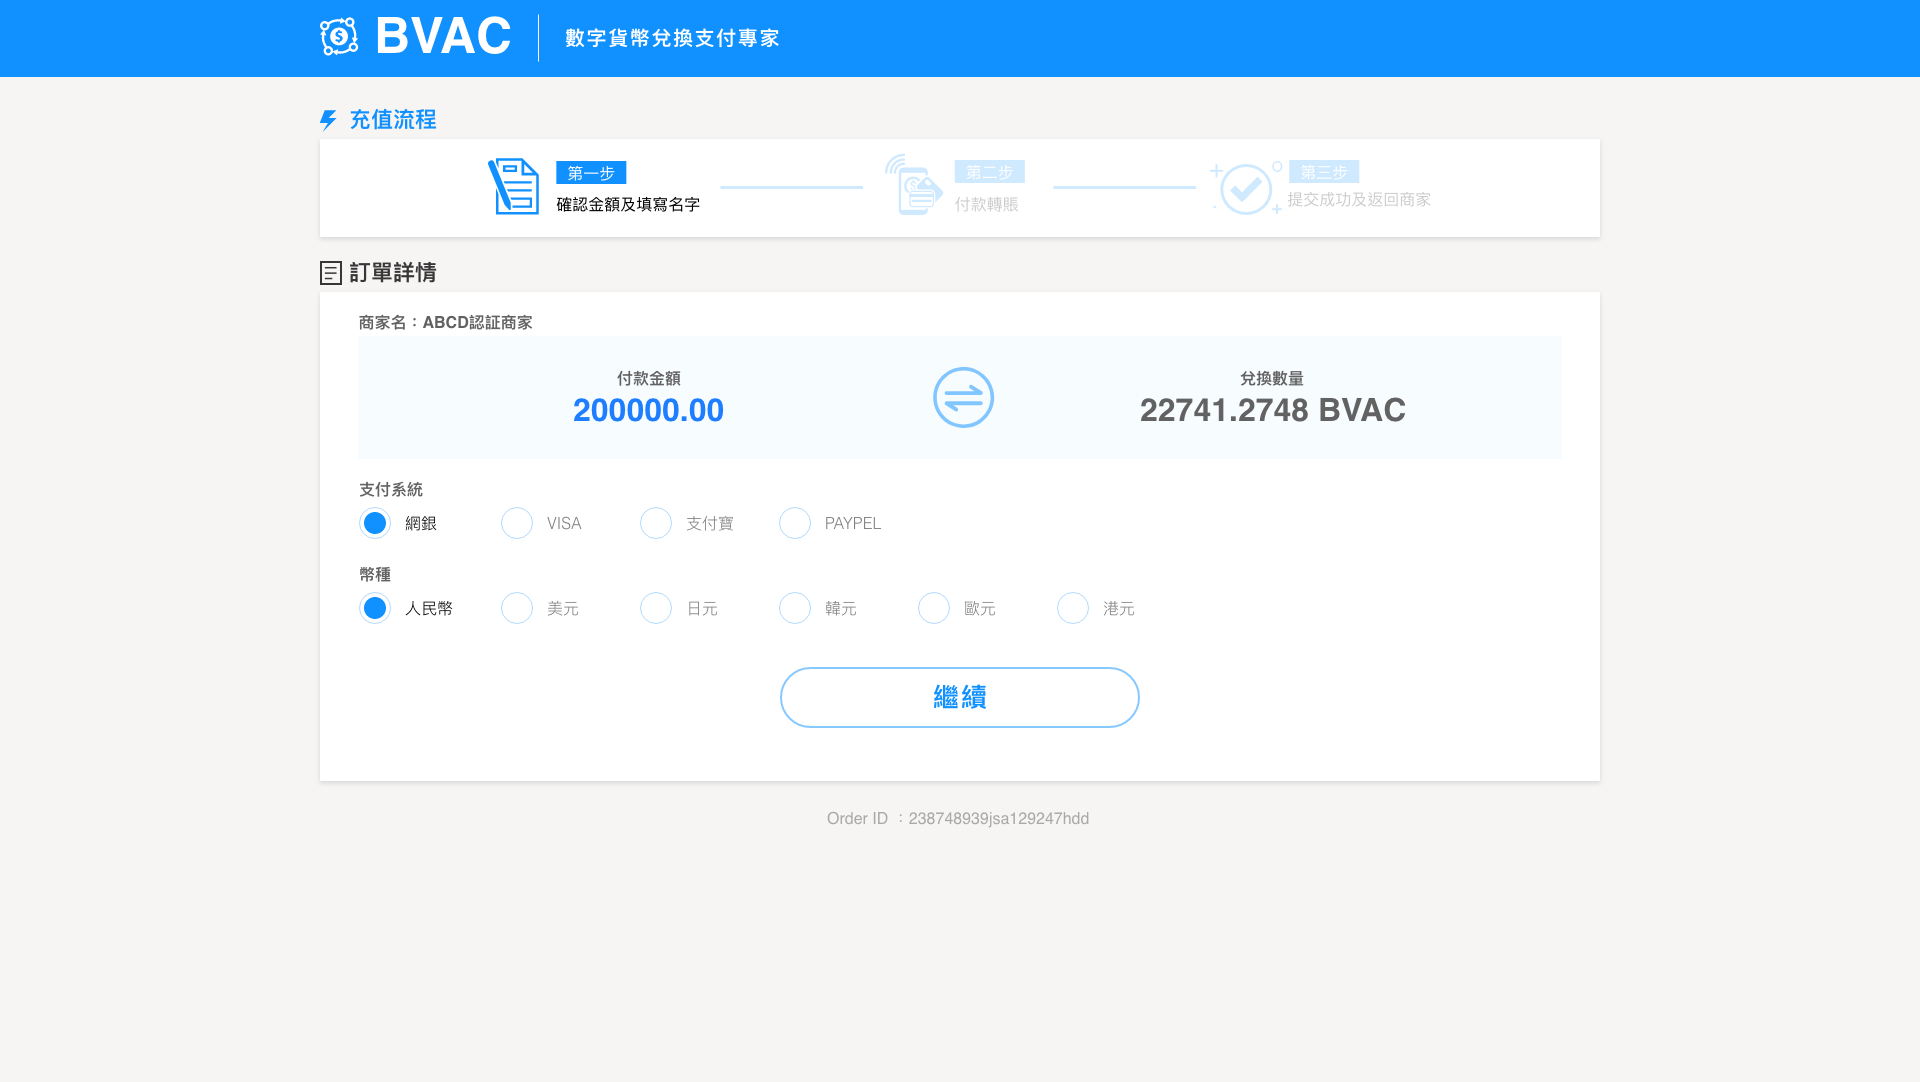 BVAC
數字貨幣兌換支付專家
充值流程
第一步
確認金額及填寫名字
第二步
付款轉賬
第三步
提交成功及返回商家
訂單詳情
商家名：ABCD認証商家
付款金額
200000.00
兌換數量
22741.2748 BVAC
支付系統
網銀 VISA 支付寶 PAYPEL
幣種
人民幣 美元 日元 韓元 歐元 港元
繼續
Order ID ：238748939jsa129247hdd